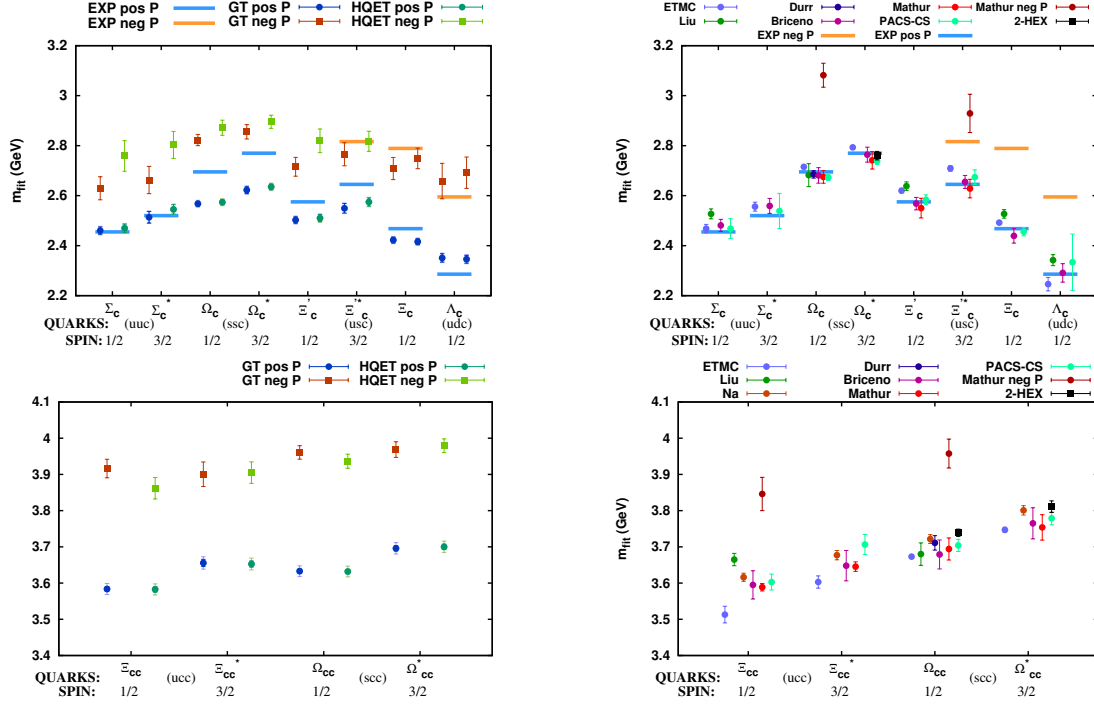 EXP pos P GT pos P HQET pos P
EXP neg P GT neg P HQET neg P
3.2
3
2.8
2.6
2.4
2.2
m_fit (GeV)
Σ_c Σ_c* Ω_c Ω_c* Ξ'_c Ξ'*_c Ξ_c Λ_c
QUARKS: (uuc) (ssc) (usc) (udc)
SPIN: 1/2 3/2 1/2 3/2 1/2 3/2 1/2 1/2
ETMC Durr Mathur Mathur neg P
Liu Briceno PACS-CS 2-HEX
EXP neg P EXP pos P
3.2
3
2.8
2.6
2.4
2.2
m_fit (GeV)
Σ_c Σ_c* Ω_c Ω_c* Ξ'_c Ξ'*_c Ξ_c Λ_c
QUARKS: (uuc) (ssc) (usc) (udc)
SPIN: 1/2 3/2 1/2 3/2 1/2 3/2 1/2 1/2
GT pos P HQET pos P
GT neg P HQET neg P
4.1
4
3.9
3.8
3.7
3.6
3.5
3.4
Ξ_cc Ξ_cc* Ω_cc Ω*_cc
QUARKS: (ucc) (scc)
SPIN: 1/2 3/2 1/2 3/2
ETMC Durr PACS-CS
Liu Briceno Mathur neg P
Na Mathur 2-HEX
4.1
4
3.9
3.8
3.7
3.6
3.5
3.4
m_fit (GeV)
Ξ_cc Ξ_cc* Ω_cc Ω*_cc
QUARKS: (ucc) (scc)
SPIN: 1/2 3/2 1/2 3/2